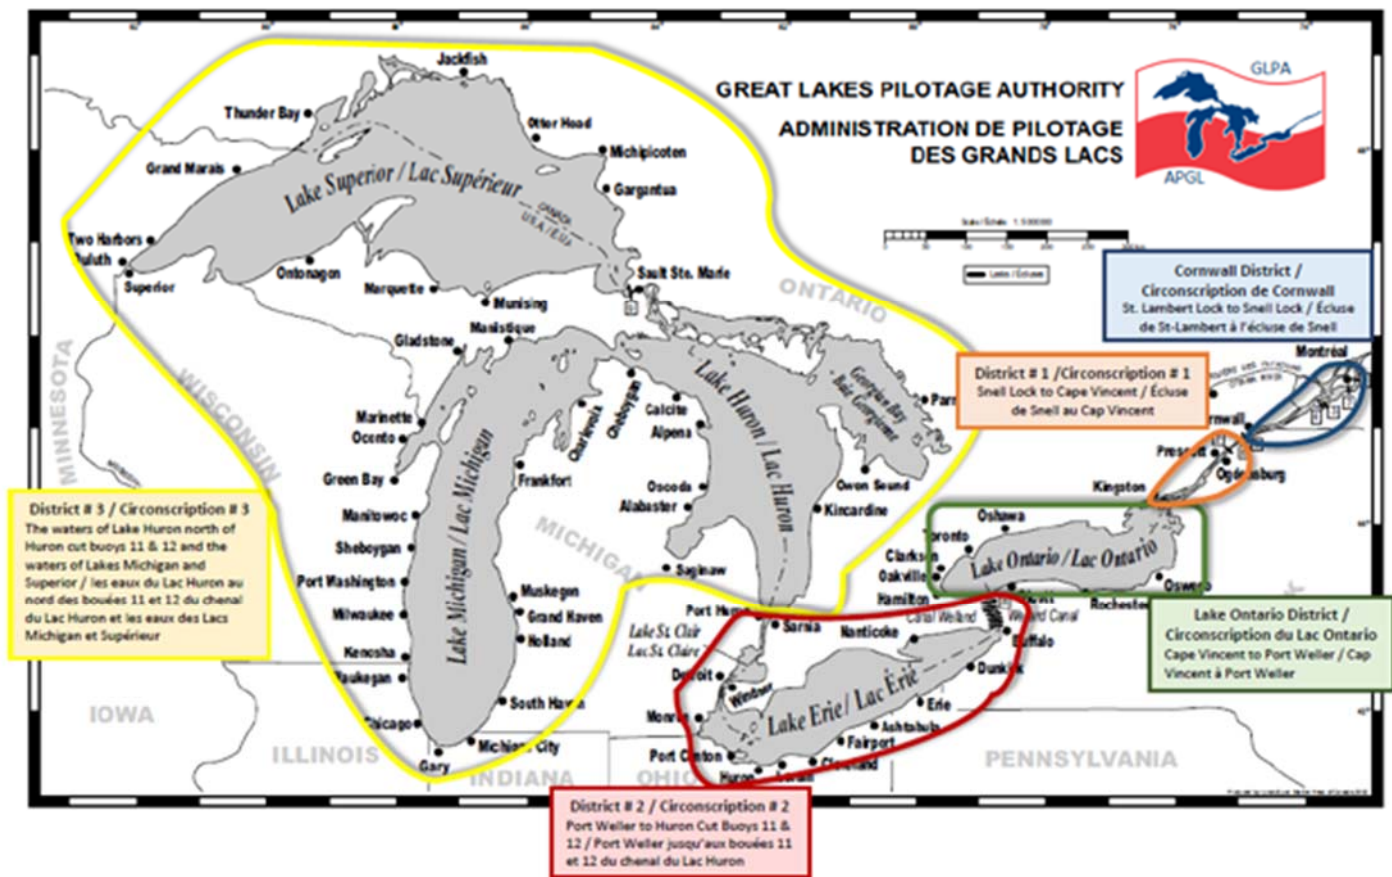 GREAT LAKES PILOTAGE AUTHORITY
ADMINISTRATION DE PILOTAGE
DES GRANDS LACS
GLPA
APGL
Jackfish
Thunder Bay
Otter Head
Michipicoten
Grand Marais
Gargantua
Lake Superior / Lac Supérieur
CANADA
U.S.A. / É.U.A.
Two Harbors
Duluth
Superior
Ontonagon
Marquette
Munising
Sault Ste. Marie
ONTARIO
Cornwall District /
Circonscription de Cornwall
St. Lambert Lock to Snell Lock / Écluse
de St-Lambert à l'écluse de Snell
Montréal
District # 1 /Circonscription # 1
Snell Lock to Cape Vincent / Écluse
de Snell au Cap Vincent
MINNESOTA
WISCONSIN
Gladstone
Manistique
Marinette
Oconto
Green Bay
Charlevoix
Cheboygan
Calcite
Alpena
Lake Huron / Lac Huron
Georgian Bay
Baie Georgienne
Parr
Cornwall
Prescott
Ogdensburg
Kingston
Frankfort
Oscoda
Alabaster
Owen Sound
Kincardine
District # 3 / Circonscription # 3
The waters of Lake Huron north of
Huron cut buoys 11 & 12 and the
waters of Lakes Michigan and
Superior / les eaux du Lac Huron au
nord des bouées 11 et 12 du chenal
du Lac Huron et les eaux des Lacs
Michigan et Supérieur
Manitowoc
Sheboygan
Port Washington
Milwaukee
Kenosha
Waukegan
Chicago
Gary
Michigan City
South Haven
Holland
Grand Haven
Muskegon
Lake Michigan / Lac Michigan
MICHIGAN
Saginaw
Port Huron
Sarnia
Lake St. Clair
Lac St. Claire
Oshawa
Toronto
Clarkson
Oakville
Hamilton
Lake Ontario / Lac Ontario
Oswego
Rochester
Lake Ontario District /
Circonscription du Lac Ontario
Cape Vincent to Port Weller / Cap
Vincent à Port Weller
Nanticoke
Canal Welland
Welland Canal
Buffalo
Dunkirk
Detroit
Windsor
Monroe
Lake Erie / Lac Érie
Erie
Ashtabula
Fairport
Cleveland
Lorain
Huron
Port Clinton
IOWA
ILLINOIS
INDIANA
OHIO
PENNSYLVANIA
District # 2 / Circonscription # 2
Port Weller to Huron Cut Buoys 11 &
12 / Port Weller jusqu'aux bouées 11
et 12 du chenal du Lac Huron